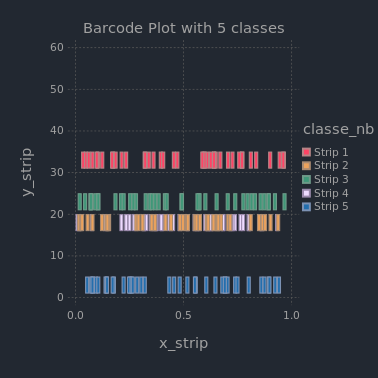 Barcode Plot with 5 classes
60
50
40
30
20
10
0
y_strip
0.0
0.5
1.0
x_strip
classe_nb
Strip 1
Strip 2
Strip 3
Strip 4
Strip 5